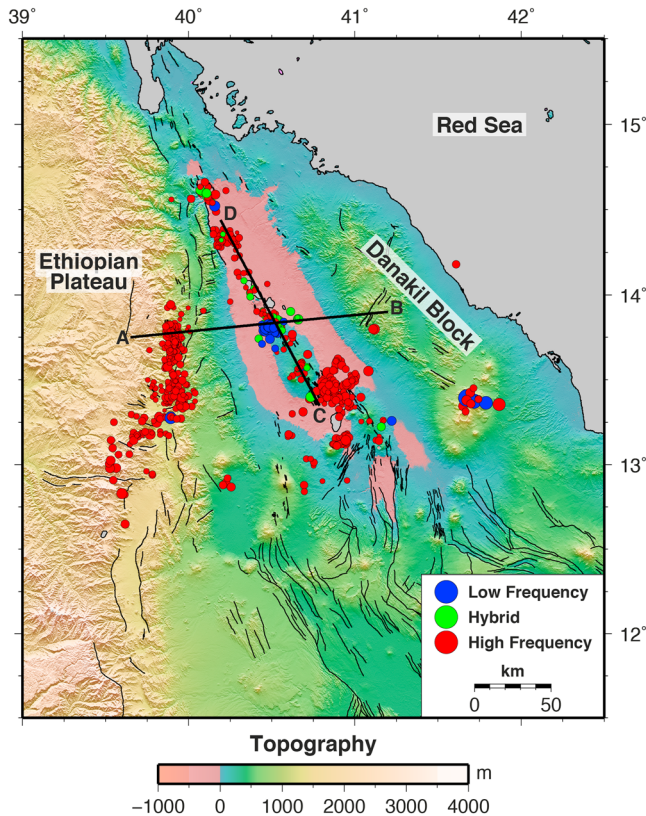 39°
40°
41°
42°
15°
Red Sea
D
Ethiopian
Plateau
Danakil Block
14°
B
A
C
13°
Low Frequency
Hybrid
High Frequency
12°
km
0
50
Topography
m
−1000
0
1000
2000
3000
4000